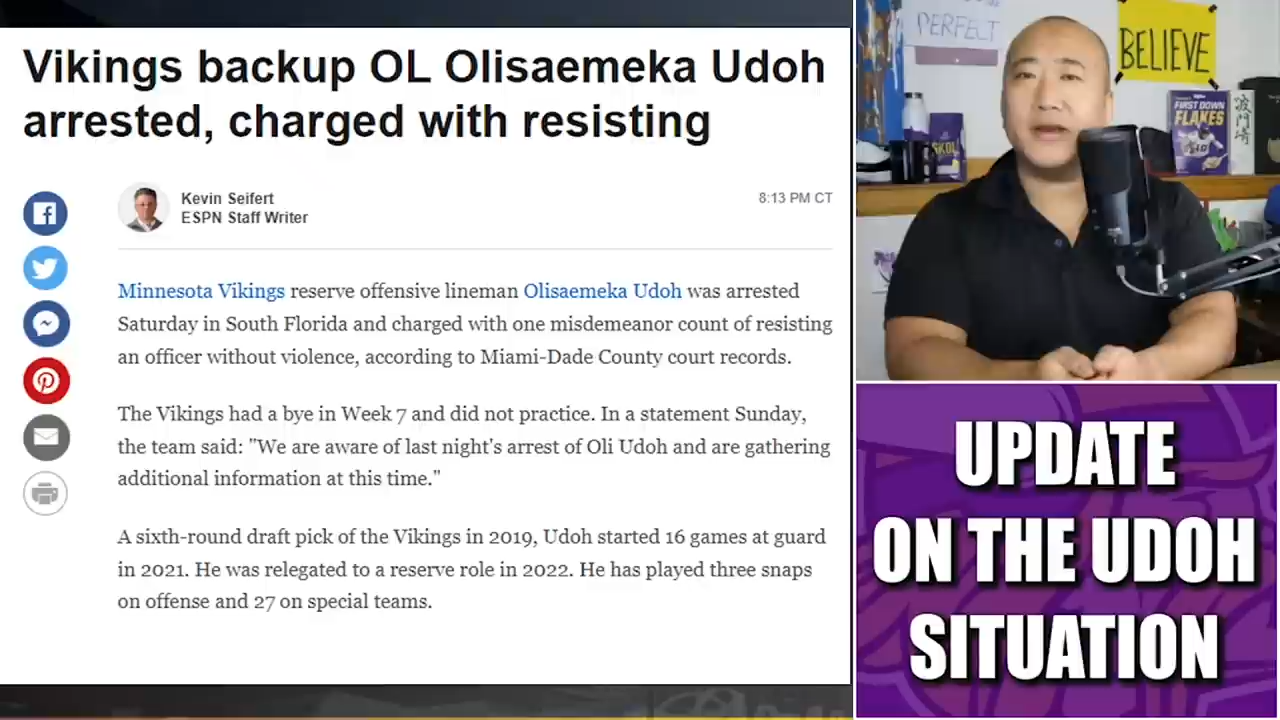 Vikings backup OL Olisaemeka Udoh
arrested, charged with resisting
Kevin Seifert
ESPN Staff Writer
8:13 PM CT
Minnesota Vikings reserve offensive lineman Olisaemeka Udoh was arrested
Saturday in South Florida and charged with one misdemeanor count of resisting
an officer without violence, according to Miami-Dade County court records.
The Vikings had a bye in Week 7 and did not practice. In a statement Sunday,
the team said: "We are aware of last night's arrest of Oli Udoh and are gathering
additional information at this time."
A sixth-round draft pick of the Vikings in 2019, Udoh started 16 games at guard
in 2021. He was relegated to a reserve role in 2022. He has played three snaps
on offense and 27 on special teams.
PERFECT
BELIEVE
SKOL
FIRST DOWN
FLAKES
UPDATE
ON THE UDOH
SITUATION